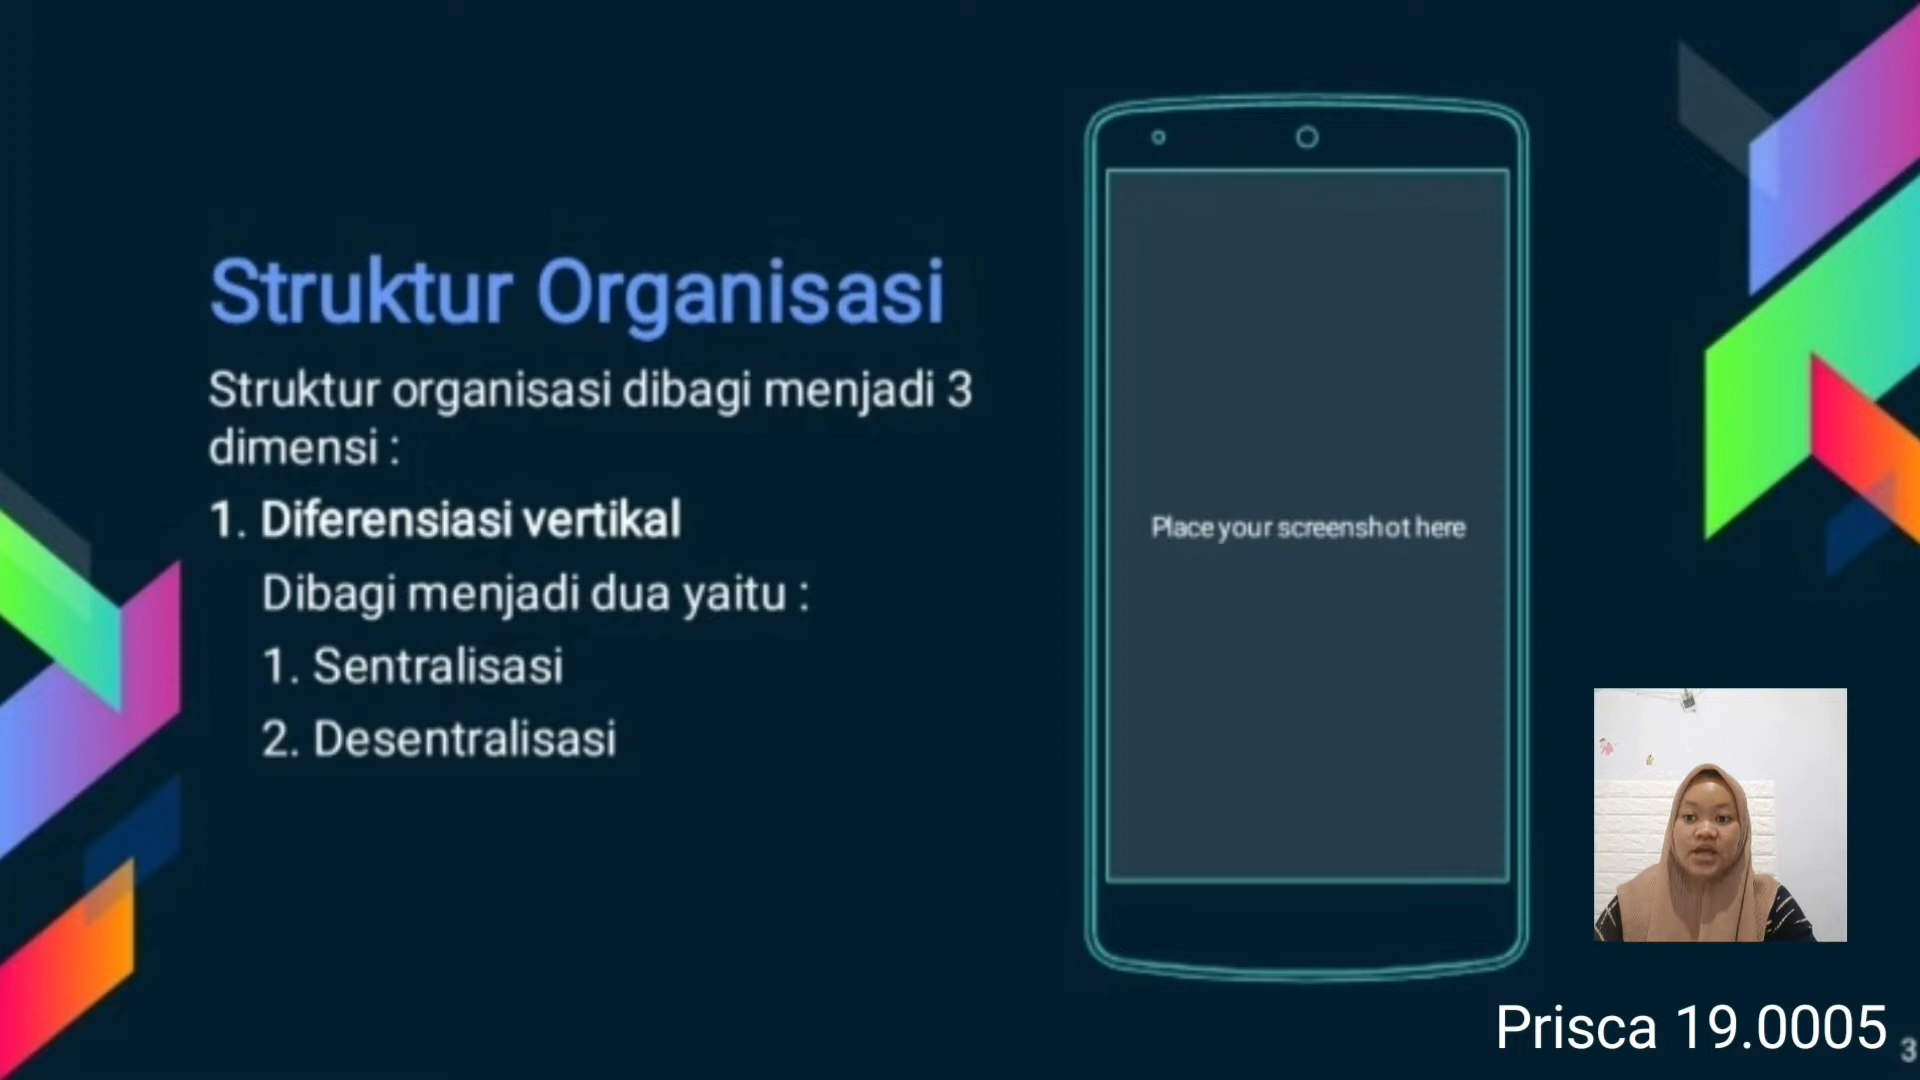 Struktur Organisasi
Struktur organisasi dibagi menjadi 3
dimensi :
1. Diferensiasi vertikal
Dibagi menjadi dua yaitu :
1. Sentralisasi
2. Desentralisasi
Place your screenshot here
Prisca 19.0005
3